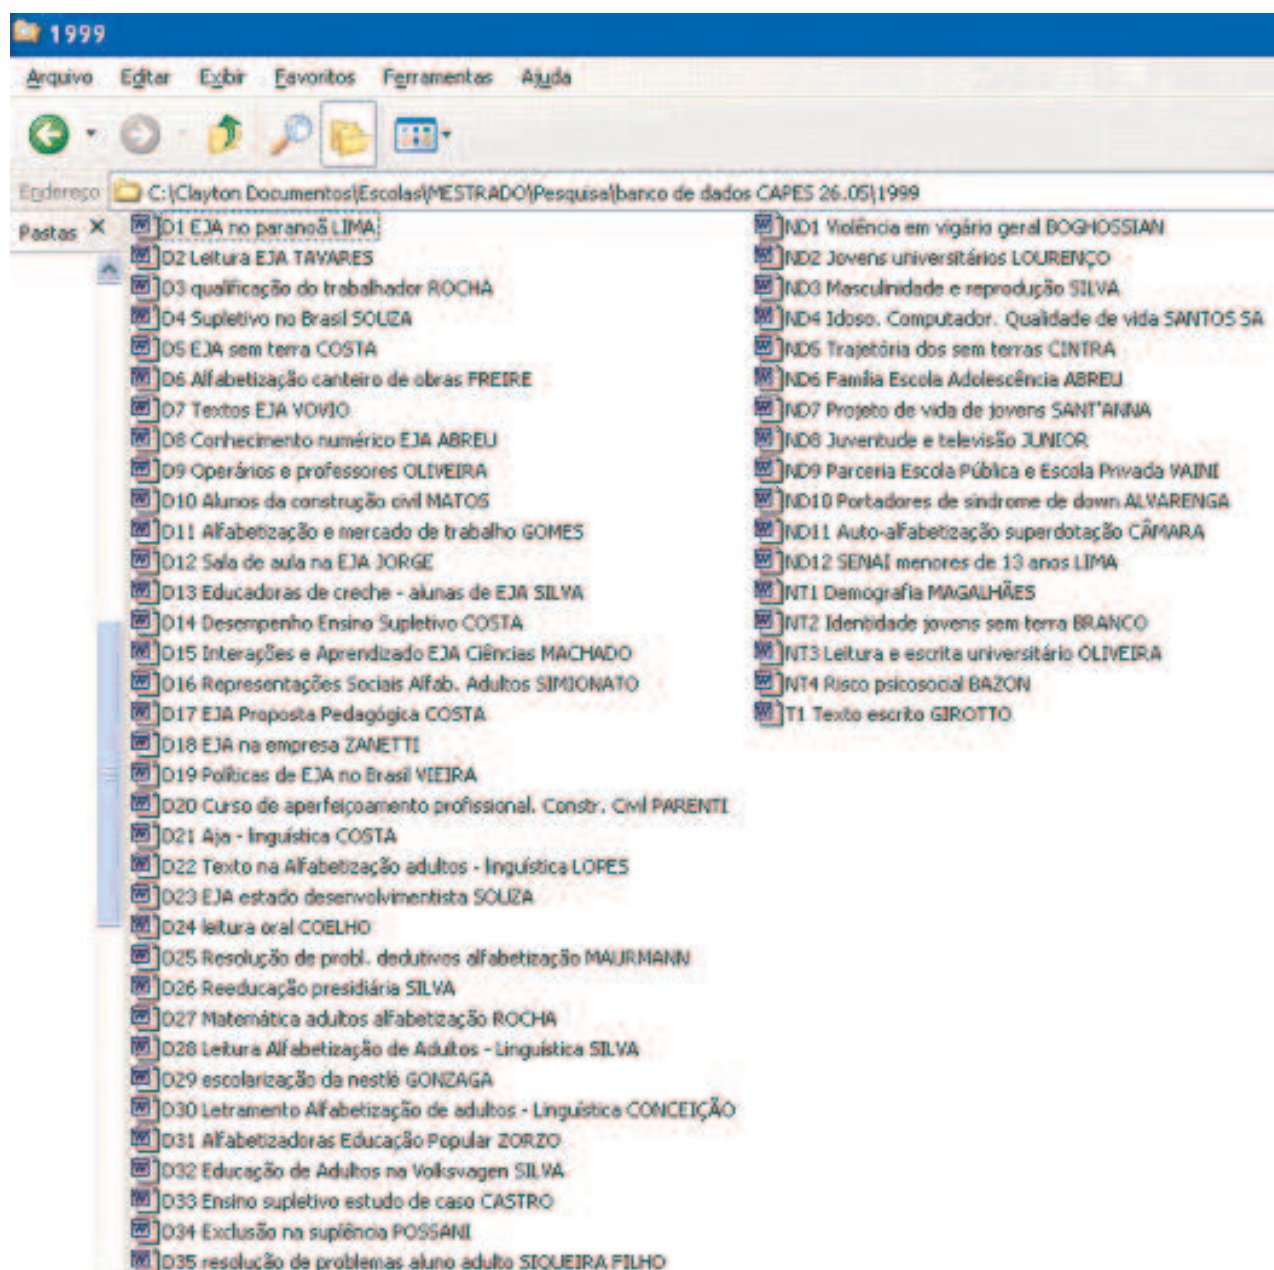 1999
Arquivo Editar Exibir Favoritos Ferramentas Ajuda
Endereço C:\Clayton Documentos\Escolas\MESTRADO\Pesquisa\banco de dados CAPES 26.05\1999
Pastas
D1 EJA no paranoã LIMA
D2 Leitura EJA TAVARES
D3 qualificação do trabalhador ROCHA
D4 Supletivo no Brasil SOUZA
D5 EJA sem terra COSTA
D6 Alfabetização canteiro de obras FREIRE
D7 Textos EJA VOVIO
D8 Conhecimento numérico EJA ABREU
D9 Operários e professores OLIVEIRA
D10 Alunos da construção civil MATOS
D11 Alfabetização e mercado de trabalho GOMES
D12 Sala de aula na EJA JORGE
D13 Educadoras de creche - alunas de EJA SILVA
D14 Desempenho Ensino Supletivo COSTA
D15 Interações e Aprendizado EJA Ciências MACHADO
D16 Representações Sociais Alfab. Adultos SIMIONATO
D17 EJA Proposta Pedagógica COSTA
D18 EJA na empresa ZANETTI
D19 Políticas de EJA no Brasil VIEIRA
D20 Curso de aperfeiçoamento profissional. Constr. Civil PARENTI
D21 Aja - linguística COSTA
D22 Texto na Alfabetização adultos - linguística LOPES
D23 EJA estado desenvolvimentista SOUZA
D24 leitura oral COELHO
D25 Resolução de probl. dedutivos alfabetização MAURMANN
D26 Reeducação presidiária SILVA
D27 Matemática adultos alfabetização ROCHA
D28 Leitura Alfabetização de Adultos - Linguística SILVA
D29 escolarização da nestlê GONZAGA
D30 Letramento Alfabetização de adultos - Linguística CONCEIÇÃO
D31 Alfabetizadoras Educação Popular ZORZO
D32 Educação de Adultos na Volksvagen SILVA
D33 Ensino supletivo estudo de caso CASTRO
D34 Exclusão na suplência POSSANI
D35 resolução de problemas aluno adulto SIQUEIRA FILHO
ND1 Violência em vigário geral BOGHOSSIAN
ND2 Jovens universitários LOURENÇO
ND3 Masculinidade e reprodução SILVA
ND4 Idoso. Computador. Qualidade de vida SANTOS SA
ND5 Trajetória dos sem terras CINTRA
ND6 Família Escola Adolescência ABREU
ND7 Projeto de vida de jovens SANT'ANNA
ND8 Juventude e televisão JUNIOR
ND9 Parceria Escola Pública e Escola Privada VAINI
ND10 Portadores de sindrome de down ALVARENGA
ND11 Auto-alfabetização superdotação CÂMARA
ND12 SENAI menores de 13 anos LIMA
NT1 Demografia MAGALHÃES
NT2 Identidade jovens sem terra BRANCO
NT3 Leitura e escrita universitário OLIVEIRA
NT4 Risco psicosocial BAZON
T1 Texto escrito GIROTTO